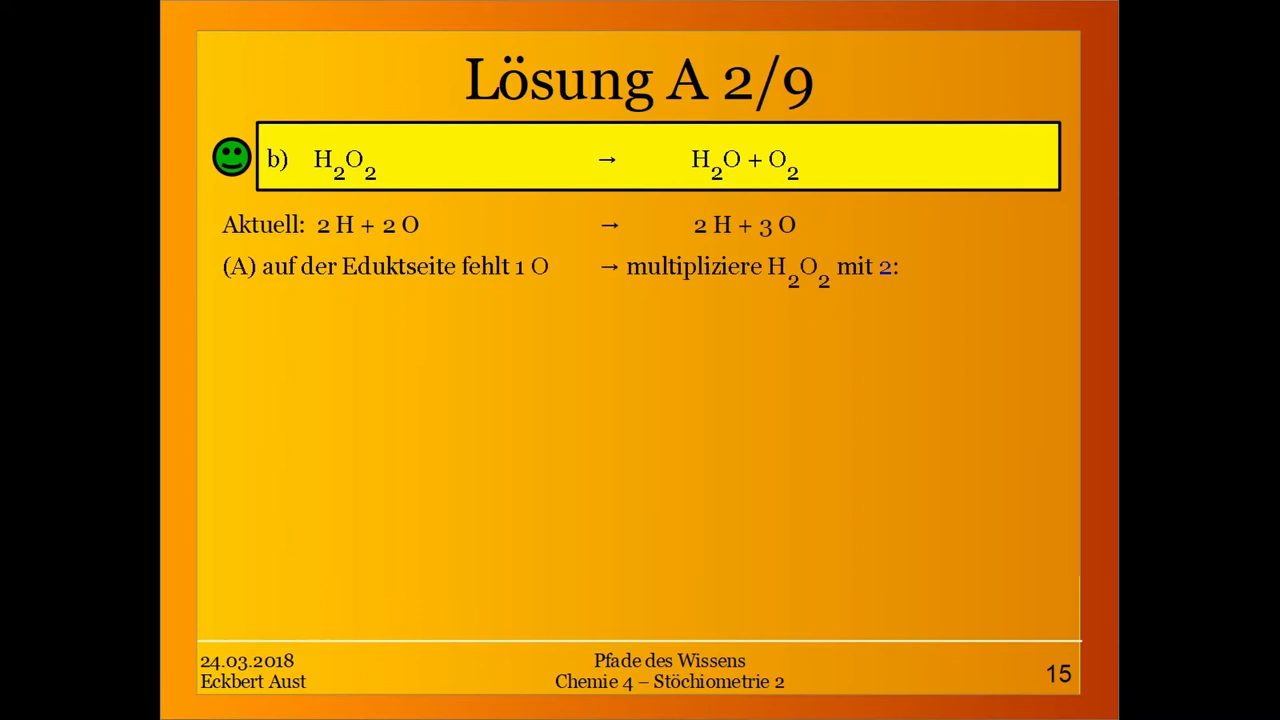 Lösung A 2/9
b) H₂O₂ → H₂O + O₂
Aktuell: 2 H + 2 O → 2 H + 3 O
(A) auf der Eduktseite fehlt 1 O → multipliziere H₂O₂ mit 2:
24.03.2018
Eckbert Aust
Pfade des Wissens
Chemie 4 – Stöchiometrie 2
15